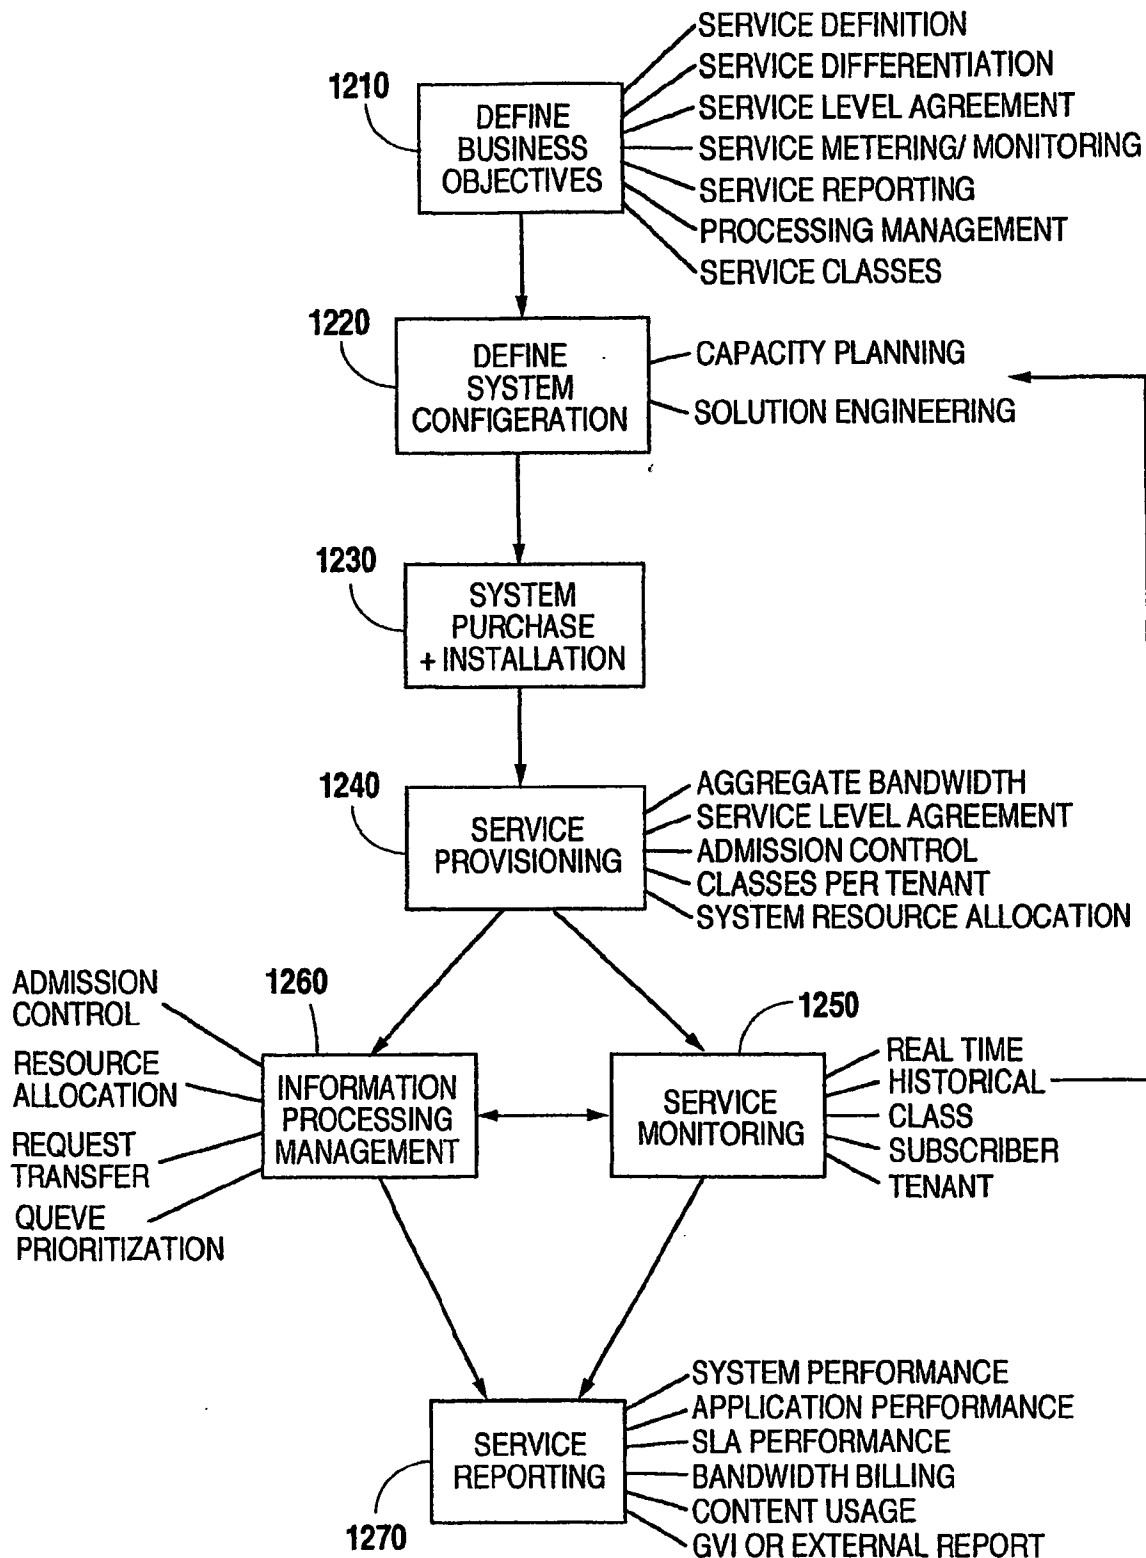 SERVICE DEFINITION
SERVICE DIFFERENTIATION
SERVICE LEVEL AGREEMENT
SERVICE METERING/ MONITORING
SERVICE REPORTING
PROCESSING MANAGEMENT
SERVICE CLASSES
1210
DEFINE
BUSINESS
OBJECTIVES
1220
DEFINE
SYSTEM
CONFIGERATION
CAPACITY PLANNING
SOLUTION ENGINEERING
1230
SYSTEM
PURCHASE
+ INSTALLATION
1240
SERVICE
PROVISIONING
AGGREGATE BANDWIDTH
SERVICE LEVEL AGREEMENT
ADMISSION CONTROL
CLASSES PER TENANT
SYSTEM RESOURCE ALLOCATION
ADMISSION
CONTROL
RESOURCE
ALLOCATION
REQUEST
TRANSFER
QUEVE
PRIORITIZATION
1260
INFORMATION
PROCESSING
MANAGEMENT
1250
SERVICE
MONITORING
REAL TIME
HISTORICAL
CLASS
SUBSCRIBER
TENANT
SERVICE
REPORTING
1270
SYSTEM PERFORMANCE
APPLICATION PERFORMANCE
SLA PERFORMANCE
BANDWIDTH BILLING
CONTENT USAGE
GVI OR EXTERNAL REPORT